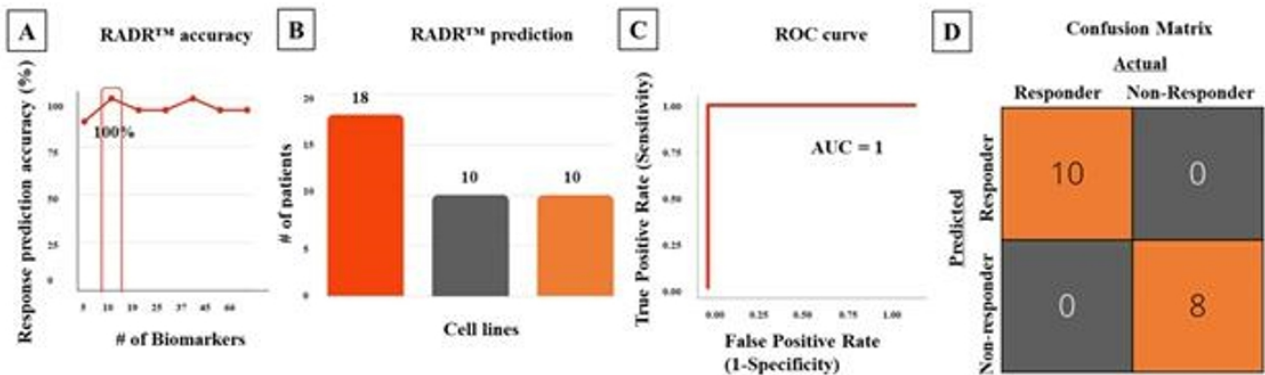 A
RADR™ accuracy
Response prediction accuracy (%)
100
75
50
25
0
100%
5 10 19 25 37 45 66
# of Biomarkers
B
RADR™ prediction
# of patients
20
15
10
5
0
18
10
10
Cell lines
C
ROC curve
True Positive Rate (Sensitivity)
1.00
0.75
0.50
0.25
0.00
AUC = 1
0.00 0.25 0.50 0.75 1.00
False Positive Rate
(1-Specificity)
D
Confusion Matrix
Actual
Responder Non-Responder
Predicted
Responder
Non-responder
10 0
0 8